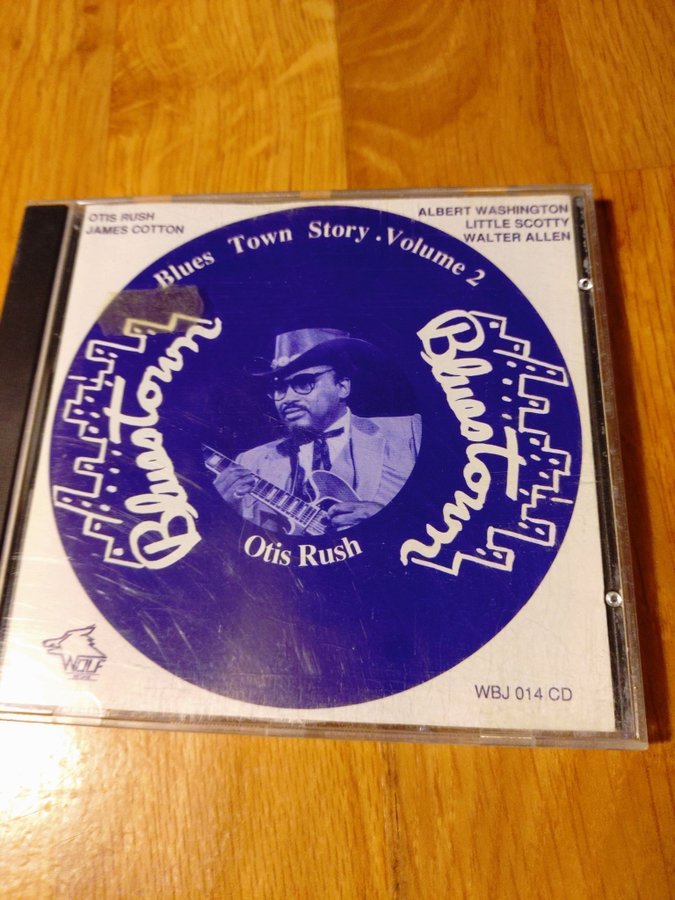 OTIS RUSH
JAMES COTTON
ALBERT WASHINGTON
LITTLE SCOTTY
WALTER ALLEN
Blues Town Story .Volume 2
Bluestown
Bluestown
Otis Rush
WOLF
WBJ 014 CD